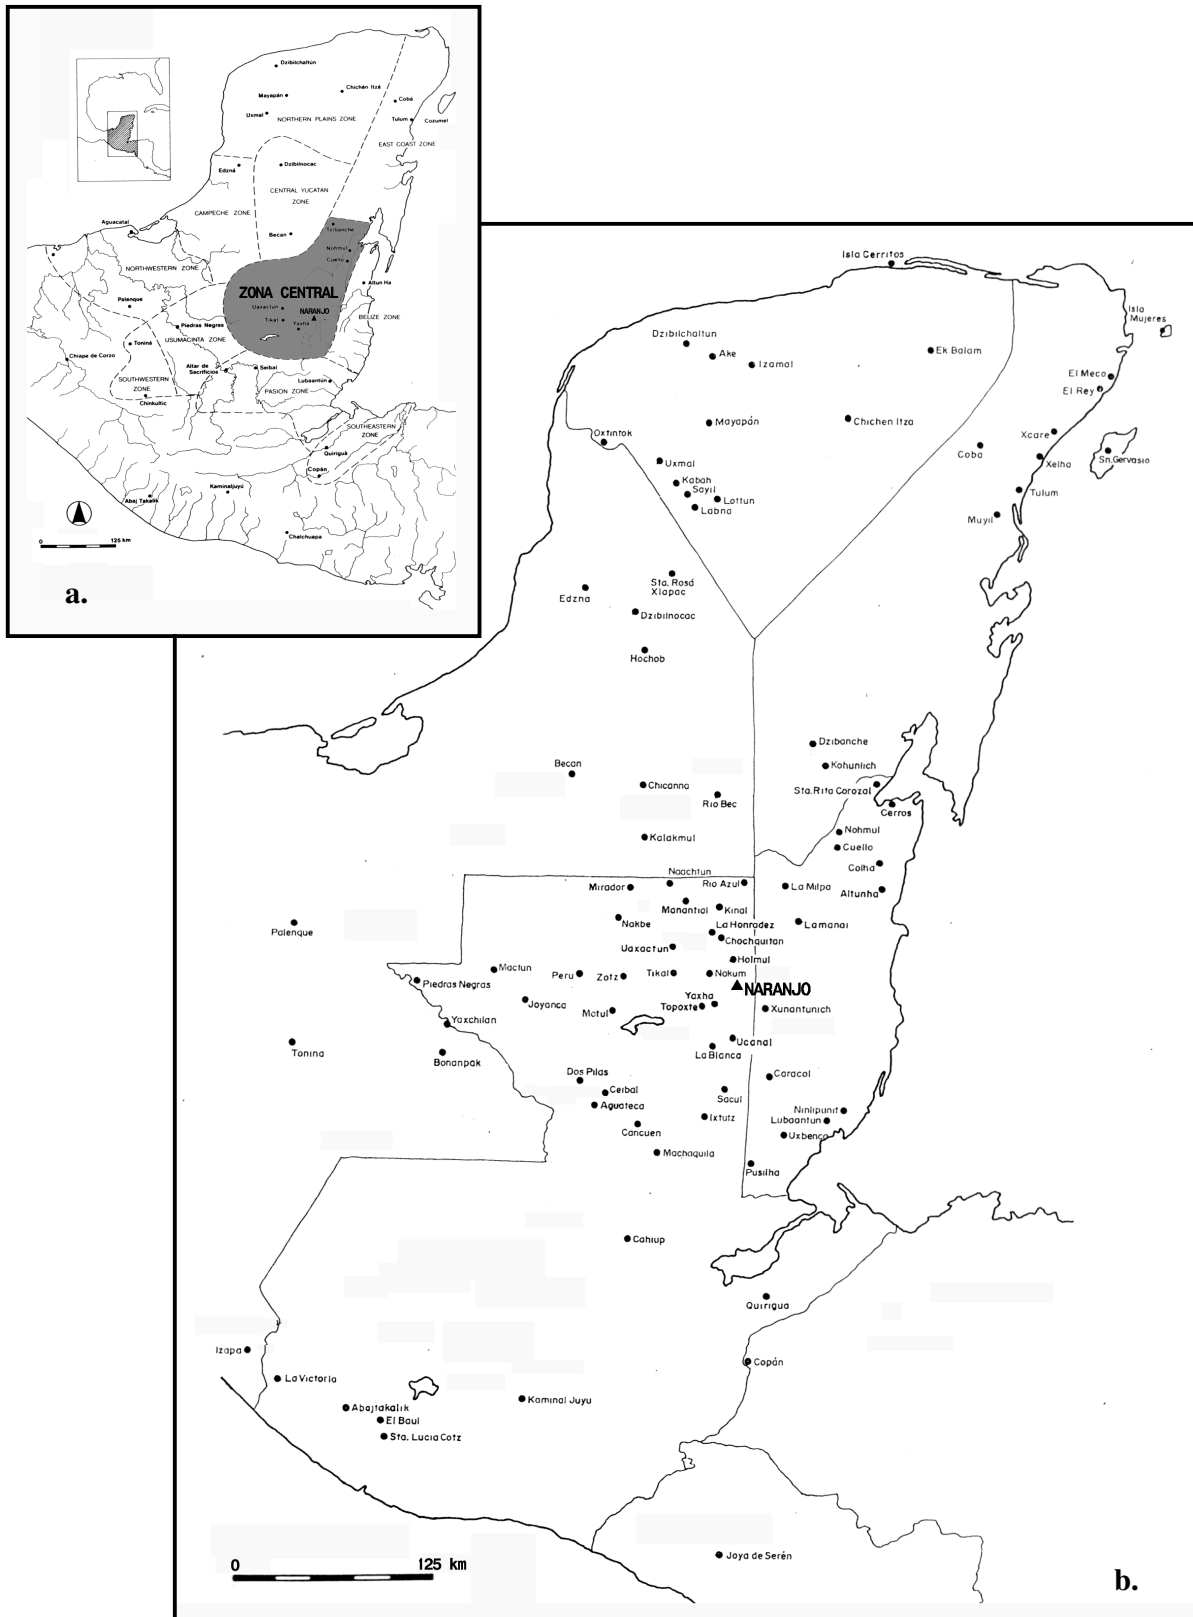 Dzibilchaltún
Chichén Itzá
Mayapán
Cobá
Uxmal
NORTHERN PLAINS ZONE
Tulum
Cozumel
EAST COAST ZONE
Edzná
Dzibilnocac
CENTRAL YUCATAN
ZONE
CAMPECHE ZONE
Aguacatal
Becan
Tzibanche
Nohmul
Cuello
NORTHWESTERN ZONE
Altun Ha
ZONA CENTRAL
Palenque
Uaxactun
NARANJO
Tikal
Yaxhá
BELIZE ZONE
Piedras Negras
USUMACINTA ZONE
Toniná
Chiapa de Corzo
Altar de
Sacrificios
Seibal
SOUTHWESTERN
ZONE
Lubaantún
PASION ZONE
Chinkultic
SOUTHEASTERN
ZONE
Quiriguá
Copán
Kaminaljuyú
Abaj Takalik
Chalchuapa
0
125 km
a.
Isla Cerritos
Isla
Mujeres
Dzibilchaltun
Ake
Izamal
Ek Balam
El Meco
El Rey
Mayapán
Chichen Itza
Oxtintok
Xcare
Coba
Xelha
Sn.Gervasio
Uxmal
Kabah
Sayil
Lottun
Labna
Tulum
Muyil
Sta. Rosá
Xlapac
Edzna
Dzibilnocac
Hochob
Dzibanche
Kohunlich
Becan
Chicanna
Rio Bec
Sta. Rita Corozal
Cerros
Kalakmul
Nohmul
Cuello
Colha
Naachtun
Mirador
Rio Azul
La Milpa
Altunha
Manantial
Kinal
Nakbe
La Honradez
Lamanai
Palenque
Chochquitan
Uaxactun
Holmul
Mactun
Peru
Zotz
Tikal
Nakum
Piedras Negras
NARANJO
Joyanca
Yaxha
Topoxte
Motul
Xunantunich
Yaxchilan
Ucanal
La Blanca
Tonina
Bonanpak
Dos Pilas
Caracol
Ceibal
Sacul
Aguateca
Ninlipunit
Ixtutz
Lubaantun
Cancuen
Uxbenca
Machaquila
Pusilha
Cahiup
Quirigua
Izapa
Copán
La Victoria
Kaminal Juyu
Abajtakalik
El Baul
Sta. Lucia Cotz
Joya de Serén
0
125 km
b.